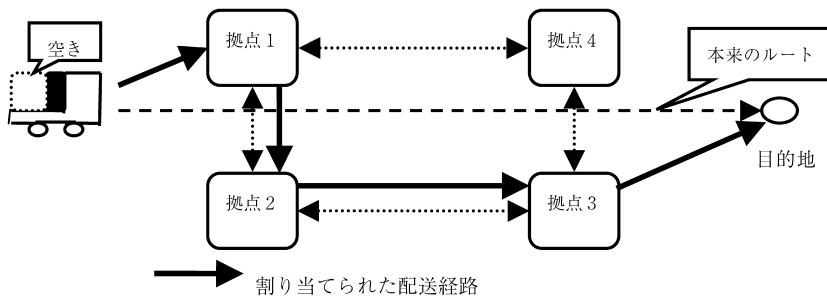 空き
拠点１
拠点４
本来のルート
目的地
拠点２
拠点３
割り当てられた配送経路